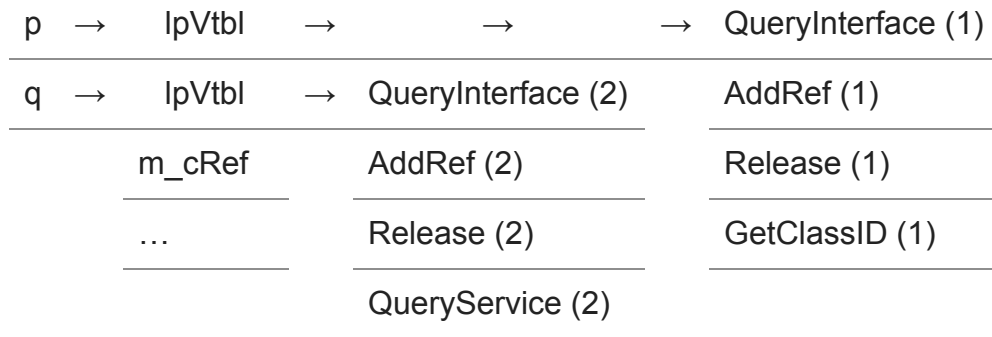 p → lpVtbl → → → QueryInterface (1)
q → lpVtbl → QueryInterface (2) AddRef (1)
m_cRef AddRef (2) Release (1)
… Release (2) GetClassID (1)
QueryService (2)